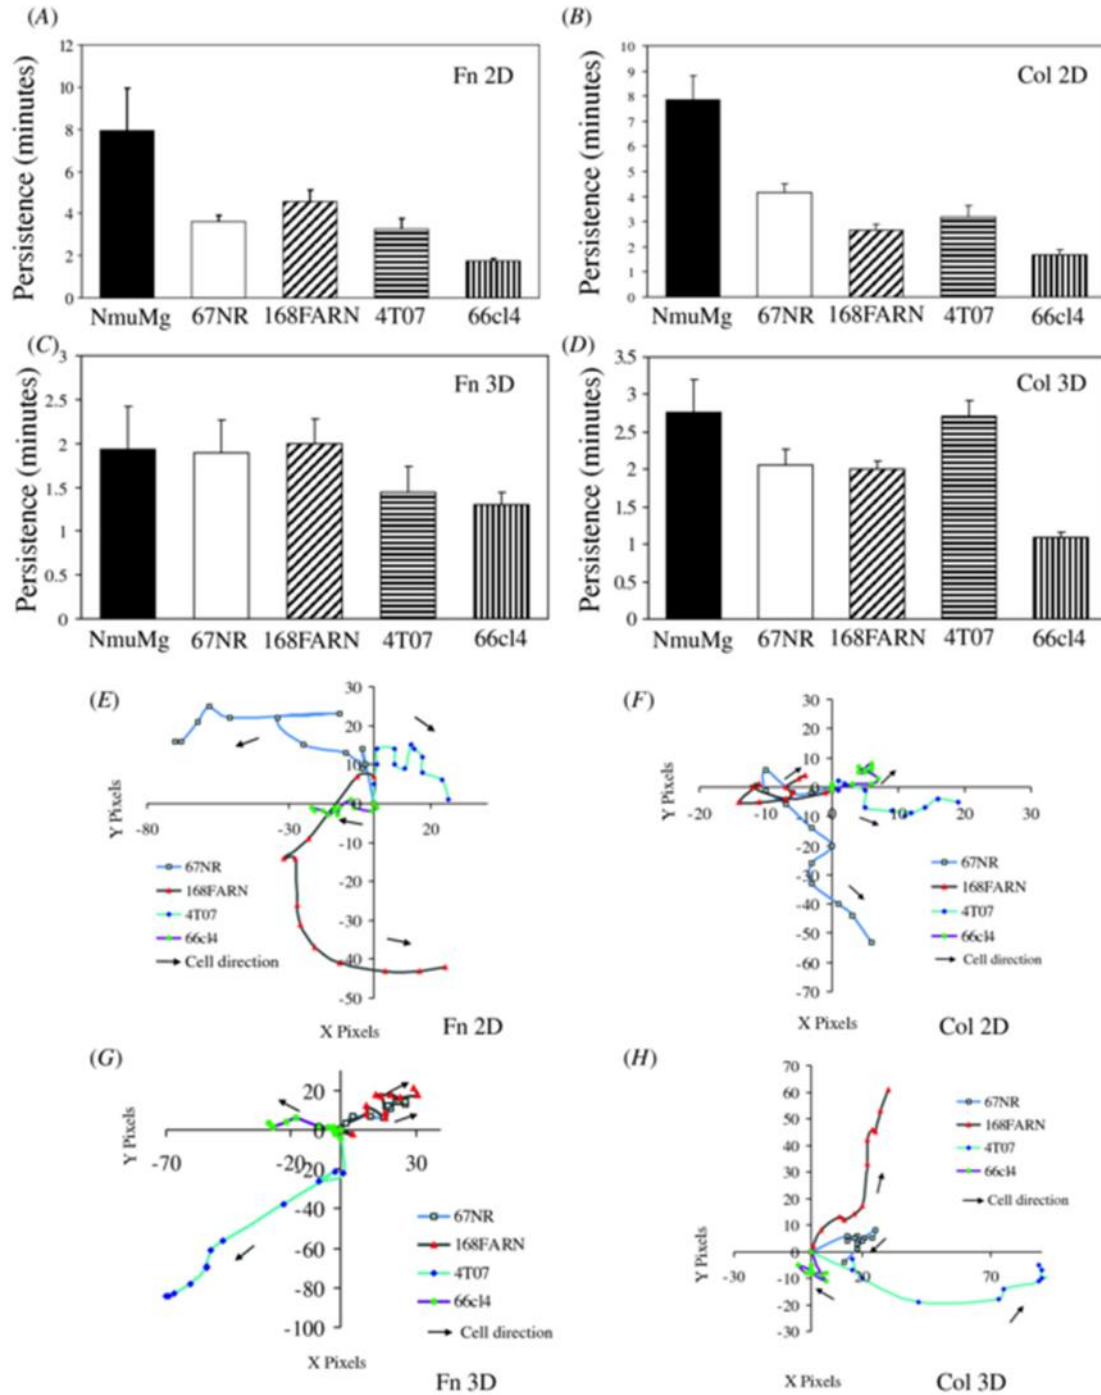 (A)
Persistence (minutes)
12
10
8
6
4
2
0
Fn 2D
NmuMg 67NR 168FARN 4T07 66cl4
(B)
Persistence (minutes)
10
9
8
7
6
5
4
3
2
1
0
Col 2D
NmuMg 67NR 168FARN 4T07 66cl4
(C)
Persistence (minutes)
3
2.5
2
1.5
1
0.5
0
Fn 3D
NmuMg 67NR 168FARN 4T07 66cl4
(D)
Persistence (minutes)
3.5
3
2.5
2
1.5
1
0.5
0
Col 3D
NmuMg 67NR 168FARN 4T07 66cl4
(E)
Y Pixels
30
20
10
0
-80 -30 20
-10
-20
-30
-40
-50
67NR
168FARN
4T07
66cl4
Cell direction
X Pixels
Fn 2D
(F)
Y Pixels
30
20
10
0
-20 -10 0 10 20 30
-10
-20
-30
-40
-50
-60
-70
67NR
168FARN
4T07
66cl4
Cell direction
X Pixels
Col 2D
(G)
Y Pixels
20
0
-70 -20 30
-20
-40
-60
-80
-100
67NR
168FARN
4T07
66cl4
Cell direction
X Pixels
Fn 3D
(H)
Y Pixels
70
60
50
40
30
20
10
0
-30 20 70
-10
-20
-30
67NR
168FARN
4T07
66cl4
Cell direction
X Pixels
Col 3D